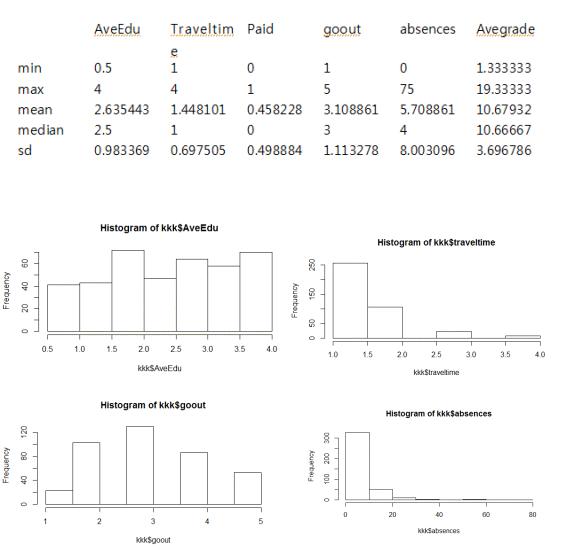 AveEdu Traveltim Paid goout absences Avegrade
e
min 0.5 1 0 1 0 1.333333
max 4 4 1 5 75 19.33333
mean 2.635443 1.448101 0.458228 3.108861 5.708861 10.67932
median 2.5 1 0 3 4 10.66667
sd 0.983369 0.697505 0.498884 1.113278 8.003096 3.696786
Histogram of kkk$AveEdu
Frequency
0 20 40 60
0.5 1.0 1.5 2.0 2.5 3.0 3.5 4.0
kkk$AveEdu
Histogram of kkk$traveltime
Frequency
0 50 150 250
1.0 1.5 2.0 2.5 3.0 3.5 4.0
kkk$traveltime
Histogram of kkk$goout
Frequency
0 40 80 120
1 2 3 4 5
kkk$goout
Histogram of kkk$absences
Frequency
0 100 200 300
0 20 40 60 80
kkk$absences